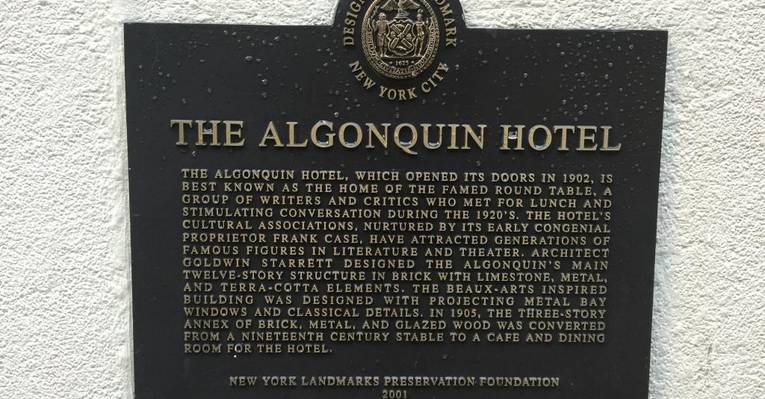 DESIG LANDMARK
NEW YORK CITY
1625
THE ALGONQUIN HOTEL
THE ALGONQUIN HOTEL, WHICH OPENED ITS DOORS IN 1902, IS
BEST KNOWN AS THE HOME OF THE FAMED ROUND TABLE, A
GROUP OF WRITERS AND CRITICS WHO MET FOR LUNCH AND
STIMULATING CONVERSATION DURING THE 1920'S. THE HOTEL'S
CULTURAL ASSOCIATIONS, NURTURED BY ITS EARLY CONGENIAL
PROPRIETOR FRANK CASE, HAVE ATTRACTED GENERATIONS OF
FAMOUS FIGURES IN LITERATURE AND THEATER. ARCHITECT
GOLDWIN STARRETT DESIGNED THE ALGONQUIN'S MAIN
TWELVE-STORY STRUCTURE IN BRICK WITH LIMESTONE, METAL,
AND TERRA-COTTA ELEMENTS. THE BEAUX-ARTS INSPIRED
BUILDING WAS DESIGNED WITH PROJECTING METAL BAY
WINDOWS AND CLASSICAL DETAILS. IN 1905, THE THREE-STORY
ANNEX OF BRICK, METAL, AND GLAZED WOOD WAS CONVERTED
FROM A NINETEENTH CENTURY STABLE TO A CAFE AND DINING
ROOM FOR THE HOTEL.
NEW YORK LANDMARKS PRESERVATION FOUNDATION
2001